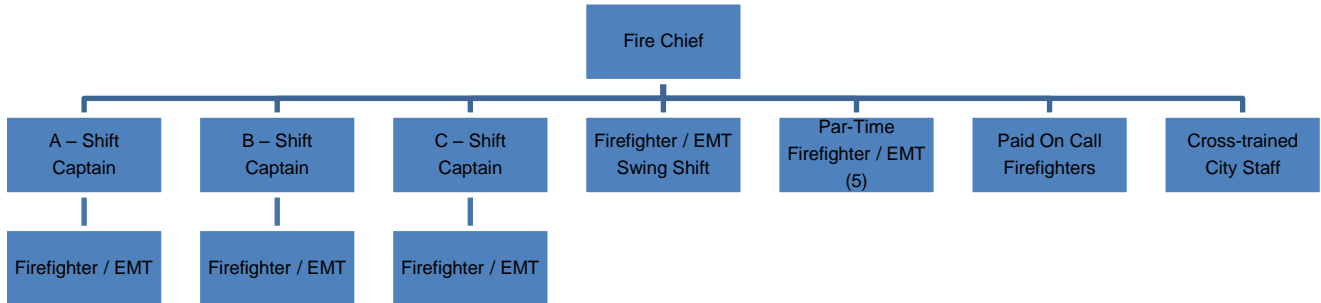 Fire Chief
A – Shift
Captain
B – Shift
Captain
C – Shift
Captain
Firefighter / EMT
Swing Shift
Par-Time
Firefighter / EMT
(5)
Paid On Call
Firefighters
Cross-trained
City Staff
Firefighter / EMT
Firefighter / EMT
Firefighter / EMT